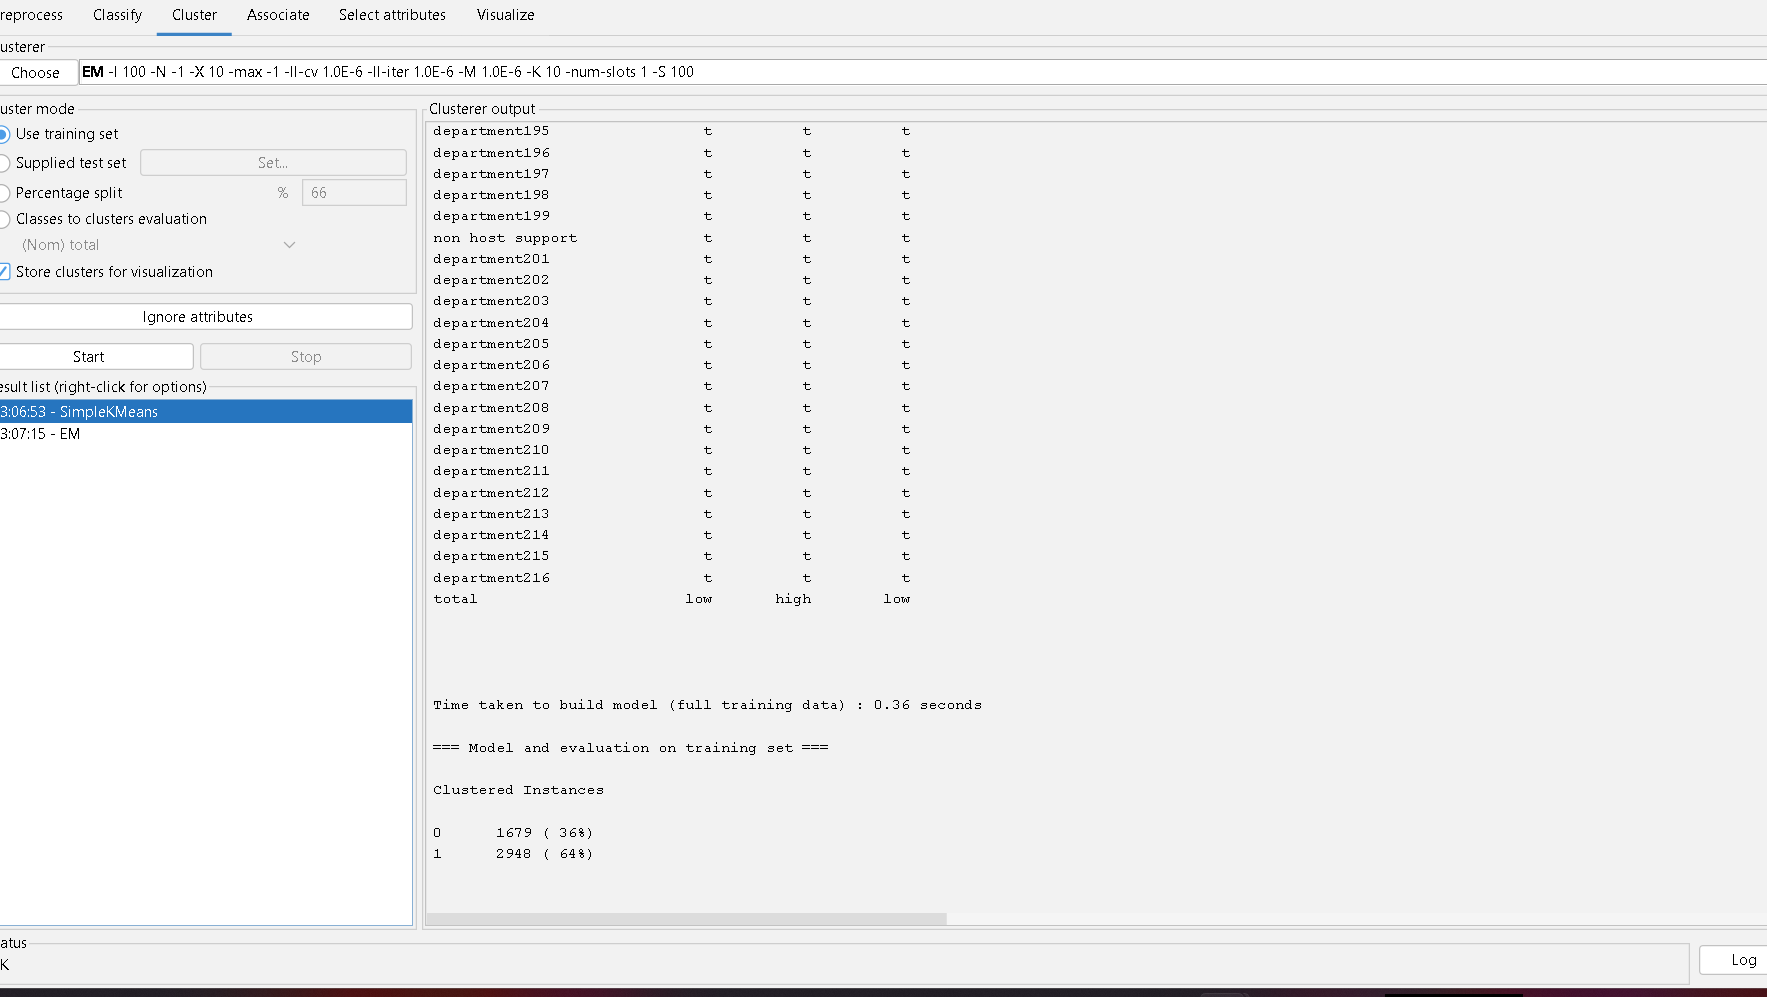 reprocess Classify Cluster Associate Select attributes Visualize
usterer
Choose EM -I 100 -N -1 -X 10 -max -1 -ll-cv 1.0E-6 -ll-iter 1.0E-6 -M 1.0E-6 -K 10 -num-slots 1 -S 100
uster mode
Use training set
Supplied test set Set...
Percentage split % 66
Classes to clusters evaluation
(Nom) total
Store clusters for visualization
Ignore attributes
Start Stop
esult list (right-click for options)
3:06:53 - SimpleKMeans
3:07:15 - EM
Clusterer output
department195 t t t
department196 t t t
department197 t t t
department198 t t t
department199 t t t
non host support t t t
department201 t t t
department202 t t t
department203 t t t
department204 t t t
department205 t t t
department206 t t t
department207 t t t
department208 t t t
department209 t t t
department210 t t t
department211 t t t
department212 t t t
department213 t t t
department214 t t t
department215 t t t
department216 t t t
total low high low
Time taken to build model (full training data) : 0.36 seconds
=== Model and evaluation on training set ===
Clustered Instances
0 1679 ( 36%)
1 2948 ( 64%)
atus
K
Log